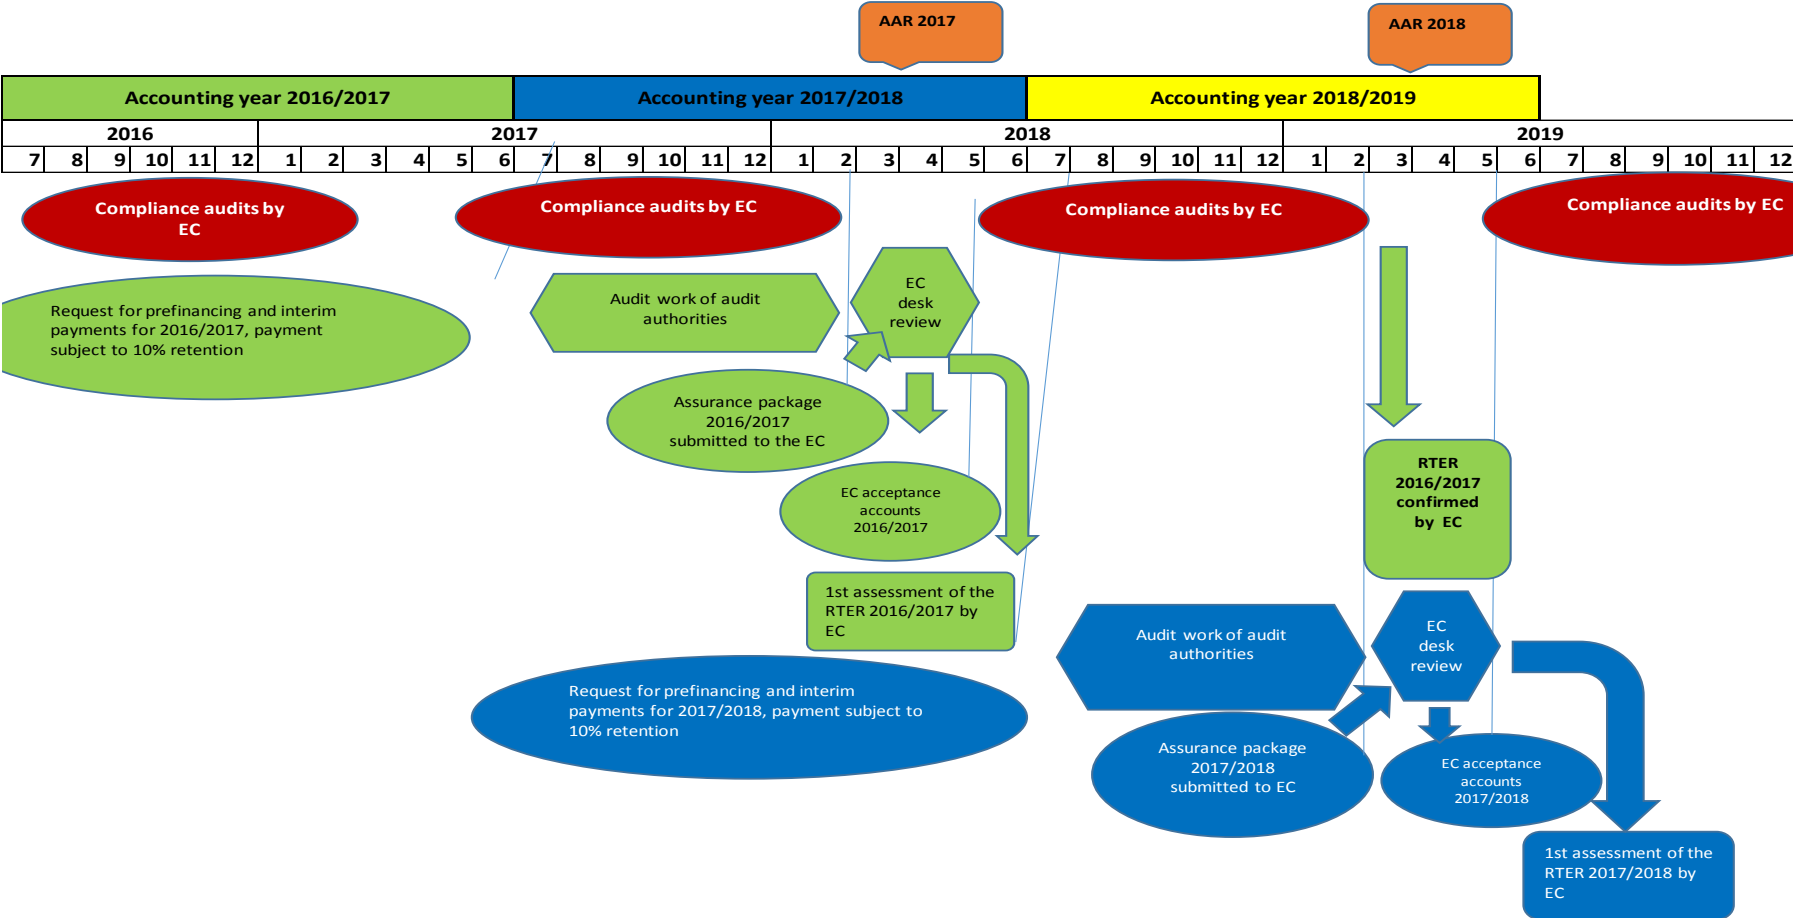 AAR 2017
AAR 2018
Accounting year 2016/2017
Accounting year 2017/2018
Accounting year 2018/2019
2016
2017
2018
2019
7 8 9 10 11 12 1 2 3 4 5 6 7 8 9 10 11 12 1 2 3 4 5 6 7 8 9 10 11 12 1 2 3 4 5 6 7 8 9 10 11 12
Compliance audits by
EC
Compliance audits by EC
Compliance audits by EC
Compliance audits by EC
Request for prefinancing and interim
payments for 2016/2017, payment
subject to 10% retention
Audit work of audit
authorities
EC
desk
review
Assurance package
2016/2017
submitted to the EC
EC acceptance
accounts
2016/2017
1st assessment of the
RTER 2016/2017 by
EC
RTER
2016/2017
confirmed
by EC
Request for prefinancing and interim
payments for 2017/2018, payment subject to
10% retention
Audit work of audit
authorities
EC
desk
review
Assurance package
2017/2018
submitted to EC
EC acceptance
accounts
2017/2018
1st assessment of the
RTER 2017/2018 by
EC